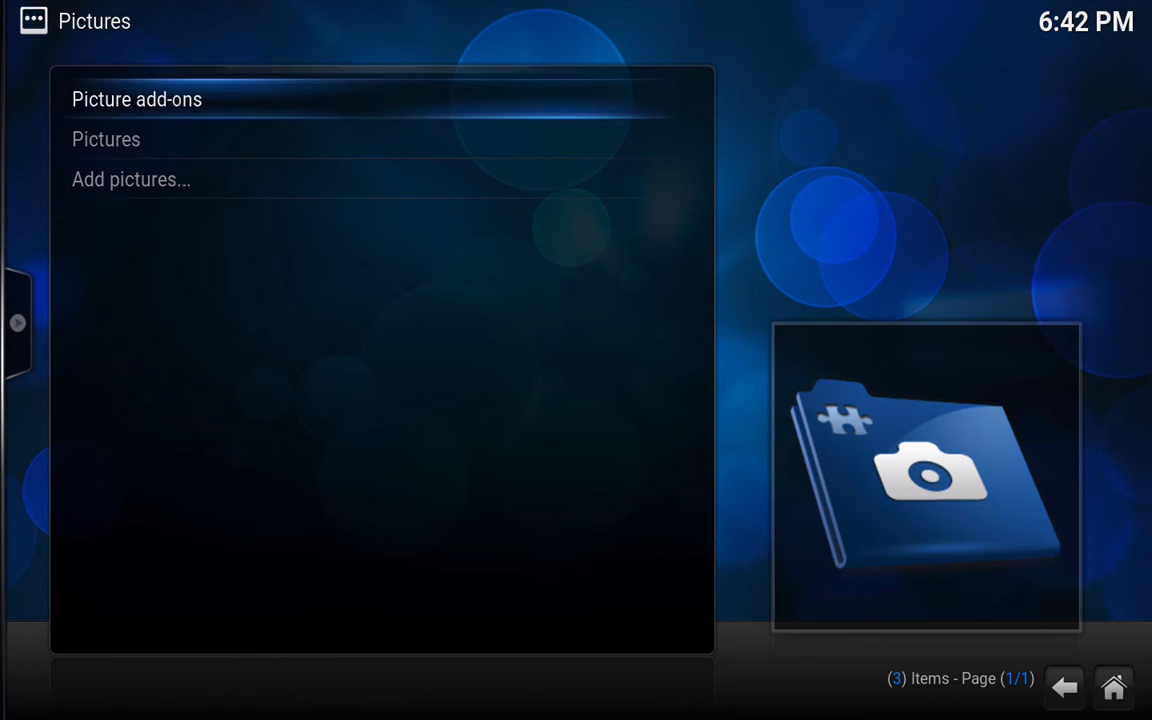 Pictures
6:42 PM
Picture add-ons
Pictures
Add pictures...
(3) Items - Page (1/1)